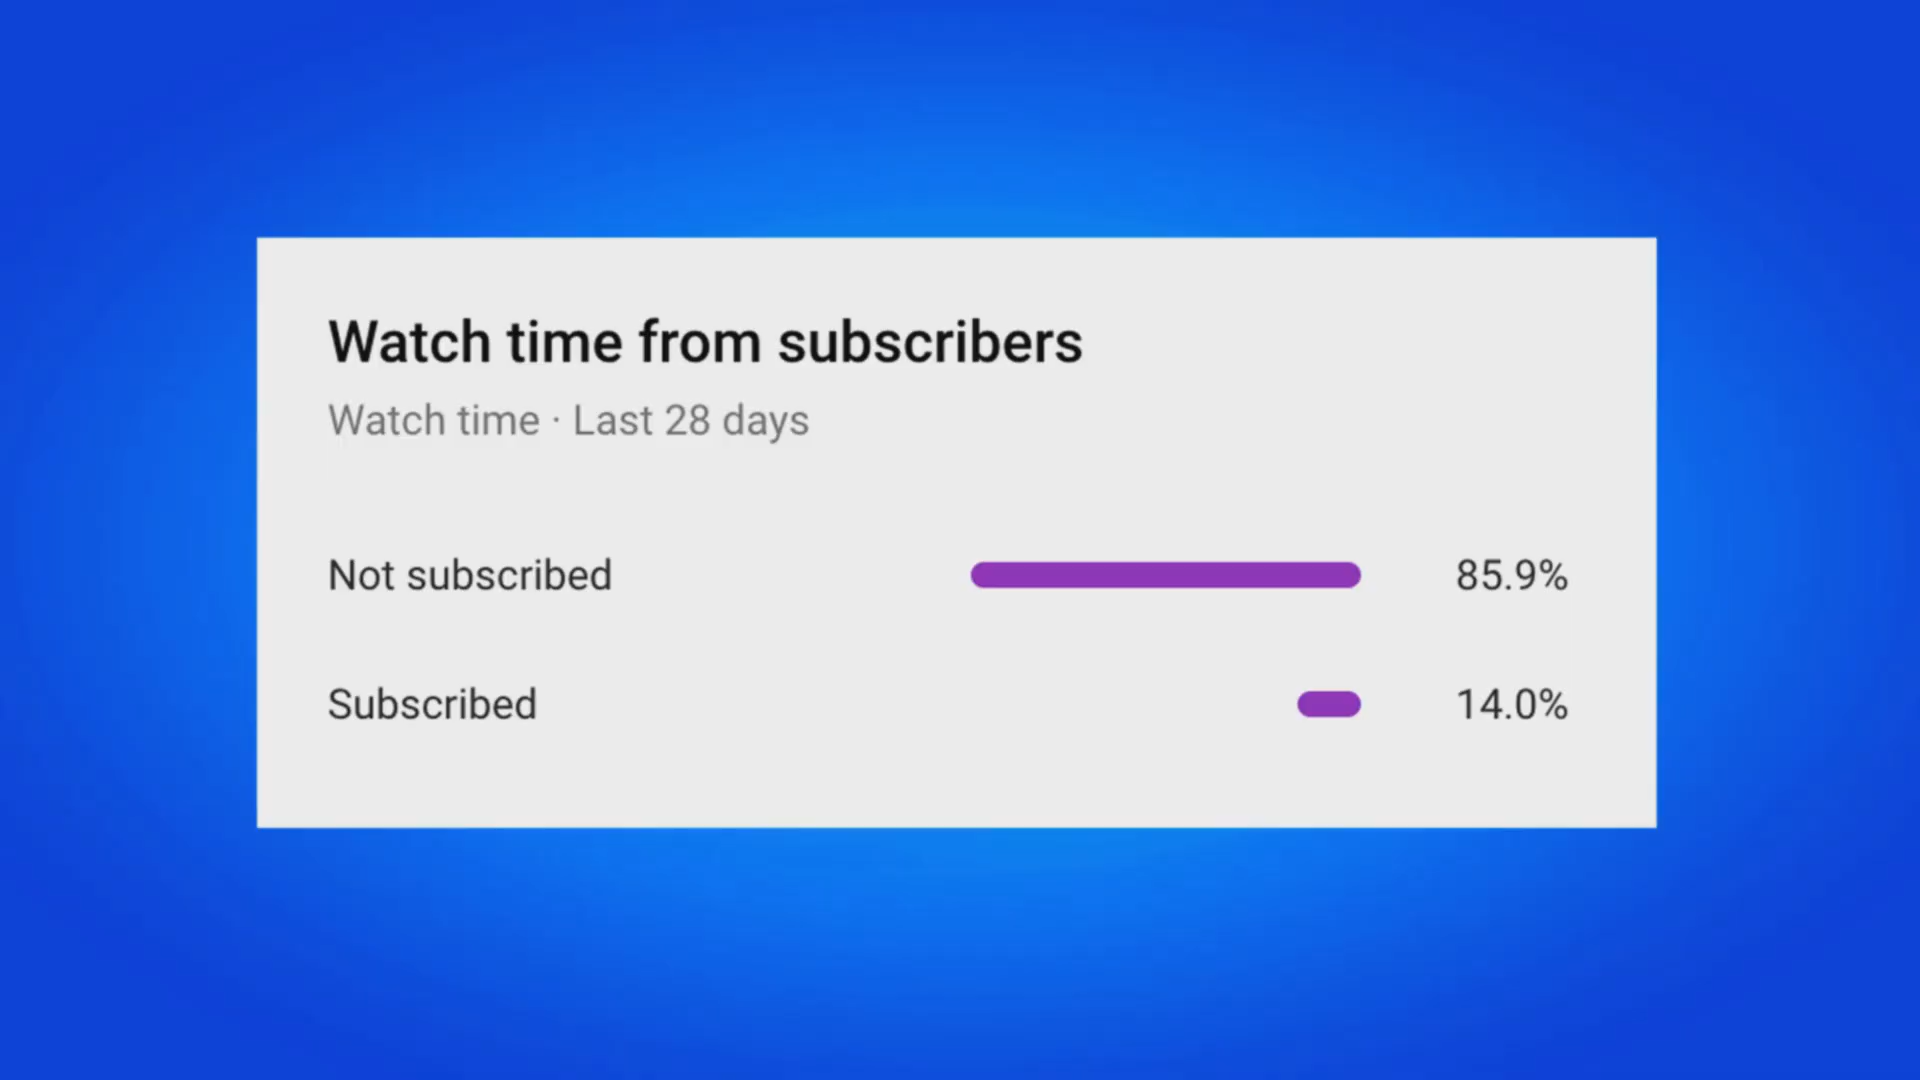 Watch time from subscribers
Watch time · Last 28 days
Not subscribed 85.9%
Subscribed 14.0%